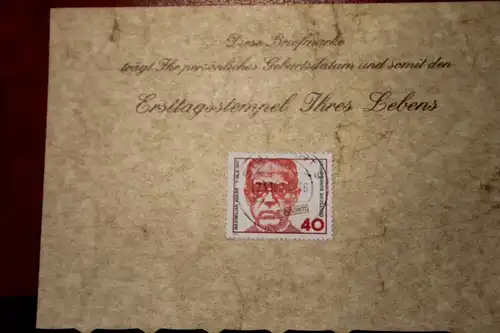 Diese Briefmarke
trägt Ihr persönliches Geburtsdatum und somit den
Ersttagsstempel Ihres Lebens
40